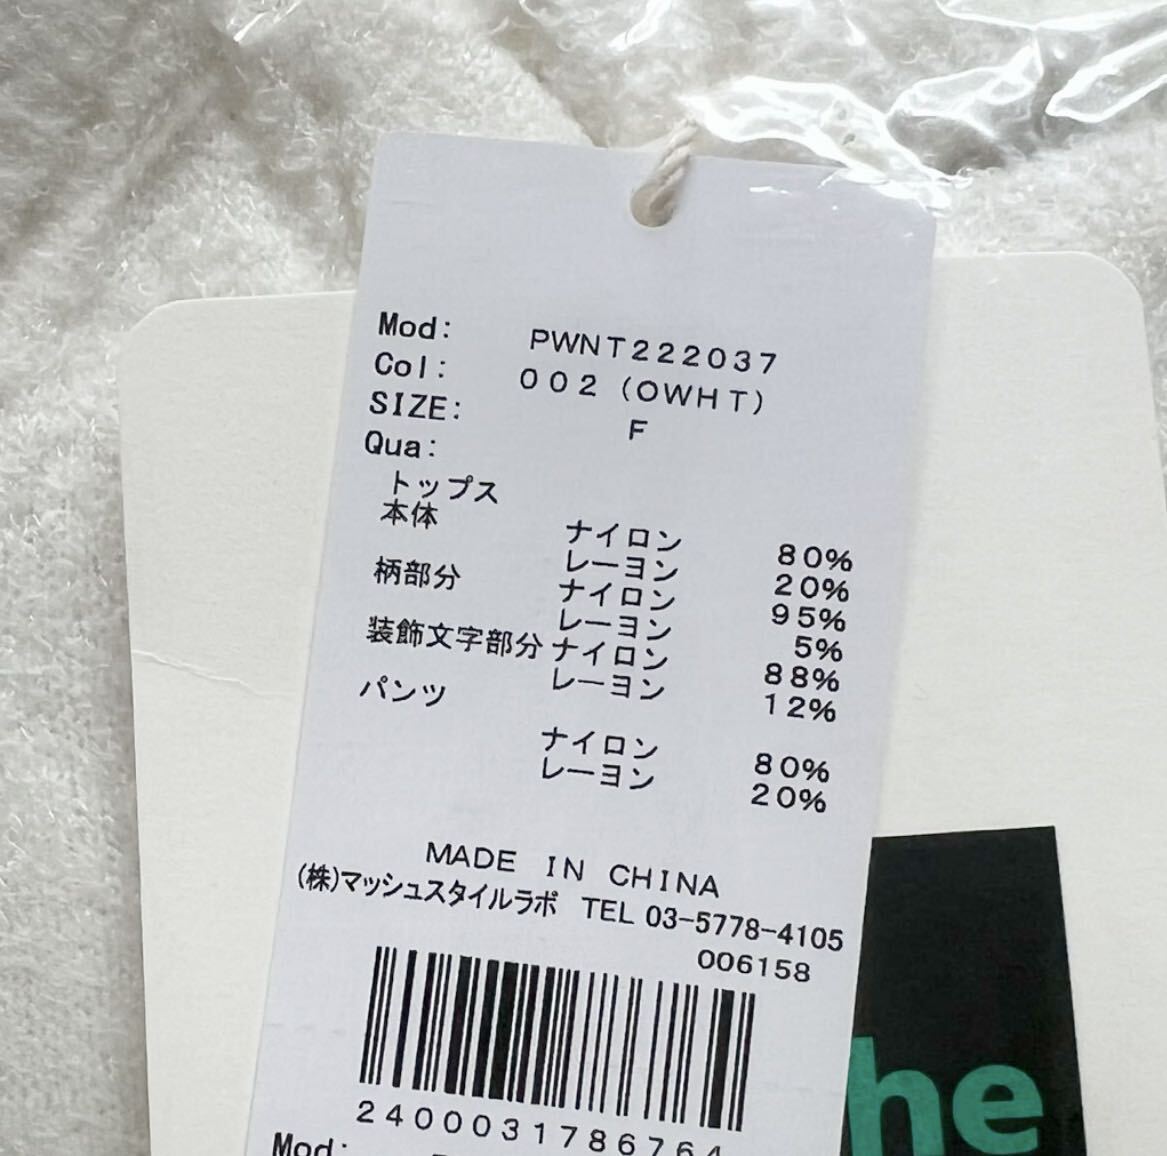 Mod: PWNT222037
Col: 002(OWHT)
SIZE: F
Qua:
トップス
本体 ナイロン 80%
レーヨン 20%
柄部分 ナイロン 95%
レーヨン 5%
装飾文字部分 ナイロン 88%
レーヨン 12%
パンツ
ナイロン 80%
レーヨン 20%
MADE IN CHINA
(株)マッシュスタイルラボ TEL 03-5778-4105
006158
2400031786764
Mod:
he